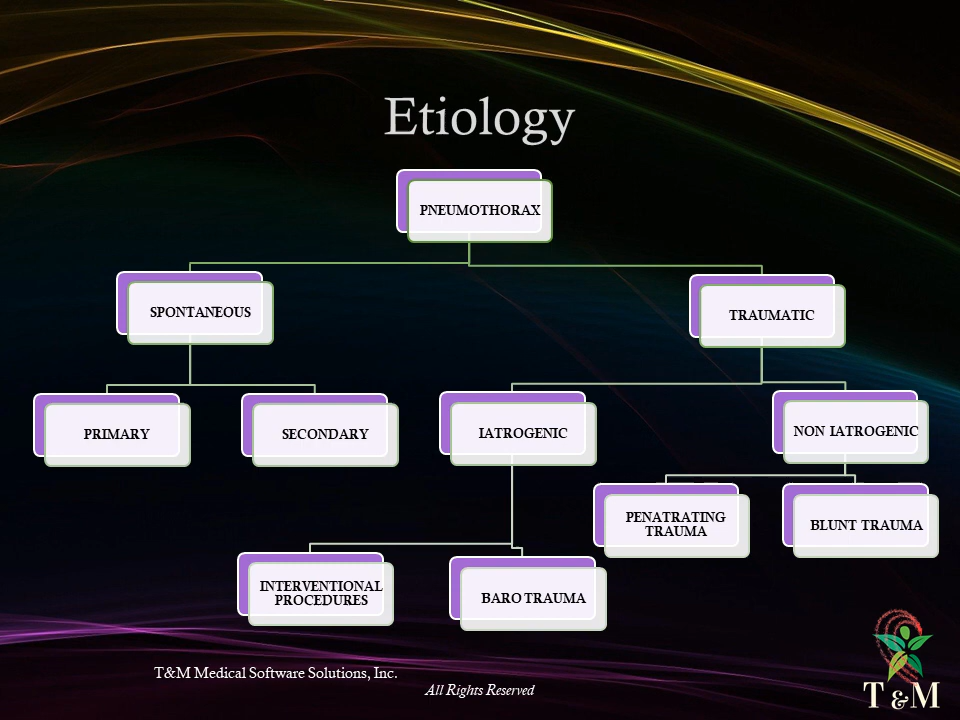 Etiology
PNEUMOTHORAX
SPONTANEOUS
TRAUMATIC
PRIMARY
SECONDARY
IATROGENIC
NON IATROGENIC
PENATRATING
TRAUMA
BLUNT TRAUMA
INTERVENTIONAL
PROCEDURES
BARO TRAUMA
T&M Medical Software Solutions, Inc.
All Rights Reserved
T & M